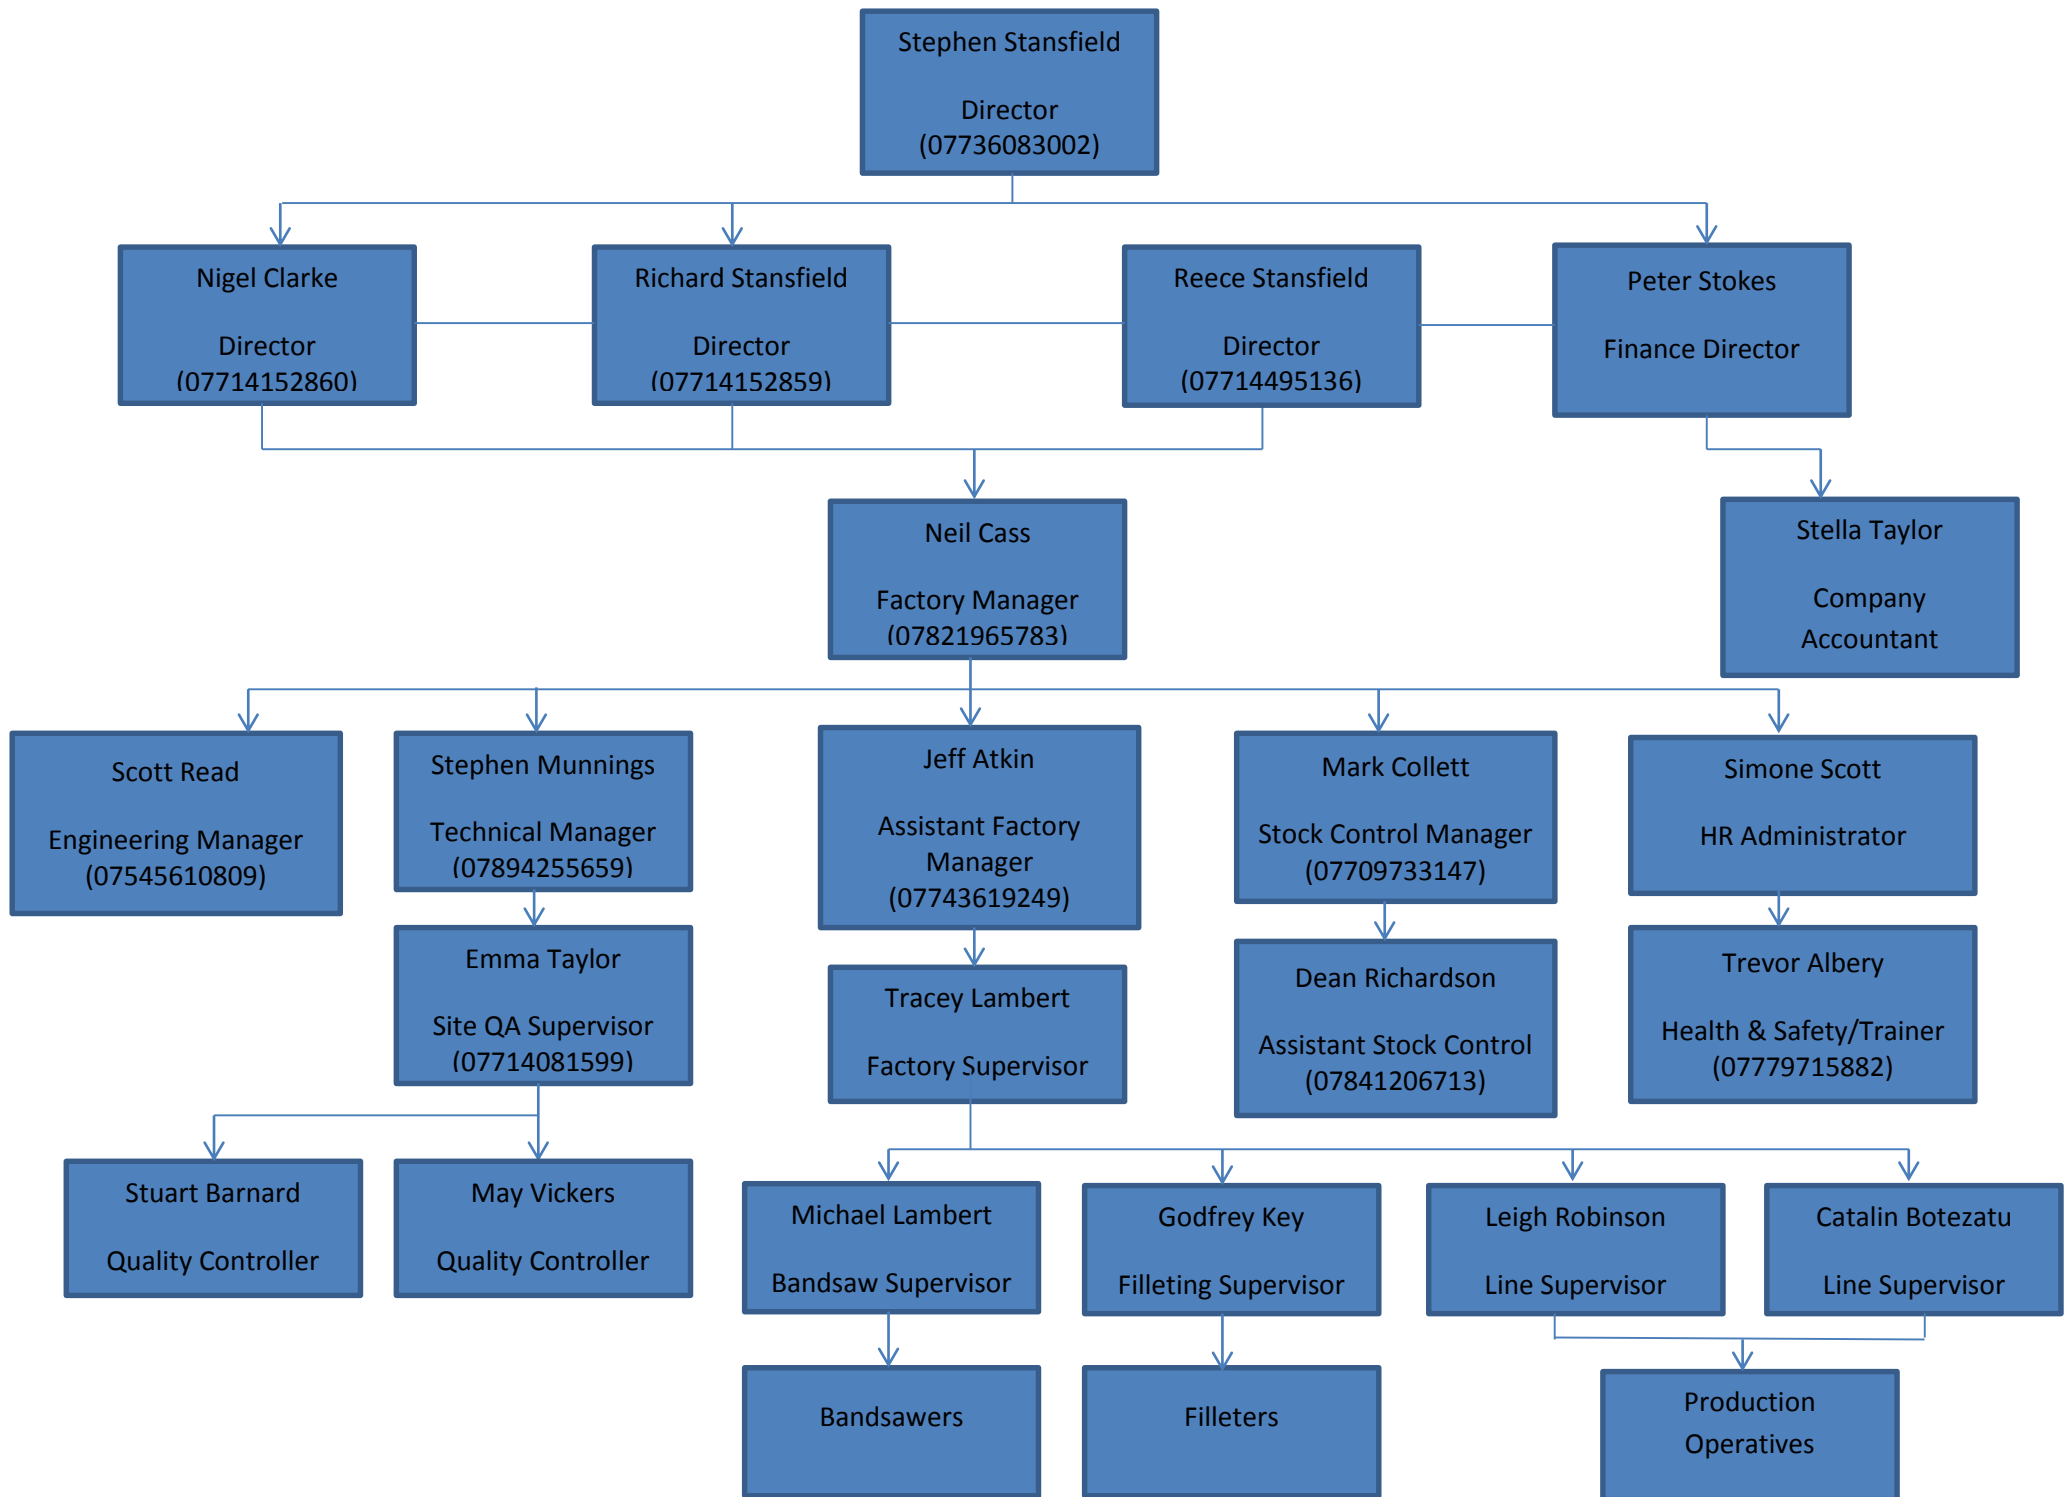 Stephen Stansfield
Director
(07736083002)
Nigel Clarke
Director
(07714152860)
Richard Stansfield
Director
(07714152859)
Reece Stansfield
Director
(07714495136)
Peter Stokes
Finance Director
Neil Cass
Factory Manager
(07821965783)
Stella Taylor
Company
Accountant
Scott Read
Engineering Manager
(07545610809)
Stephen Munnings
Technical Manager
(07894255659)
Jeff Atkin
Assistant Factory
Manager
(07743619249)
Mark Collett
Stock Control Manager
(07709733147)
Simone Scott
HR Administrator
Emma Taylor
Site QA Supervisor
(07714081599)
Tracey Lambert
Factory Supervisor
Dean Richardson
Assistant Stock Control
(07841206713)
Trevor Albery
Health & Safety/Trainer
(07779715882)
Stuart Barnard
Quality Controller
May Vickers
Quality Controller
Michael Lambert
Bandsaw Supervisor
Godfrey Key
Filleting Supervisor
Leigh Robinson
Line Supervisor
Catalin Botezatu
Line Supervisor
Bandsawers
Filleters
Production
Operatives